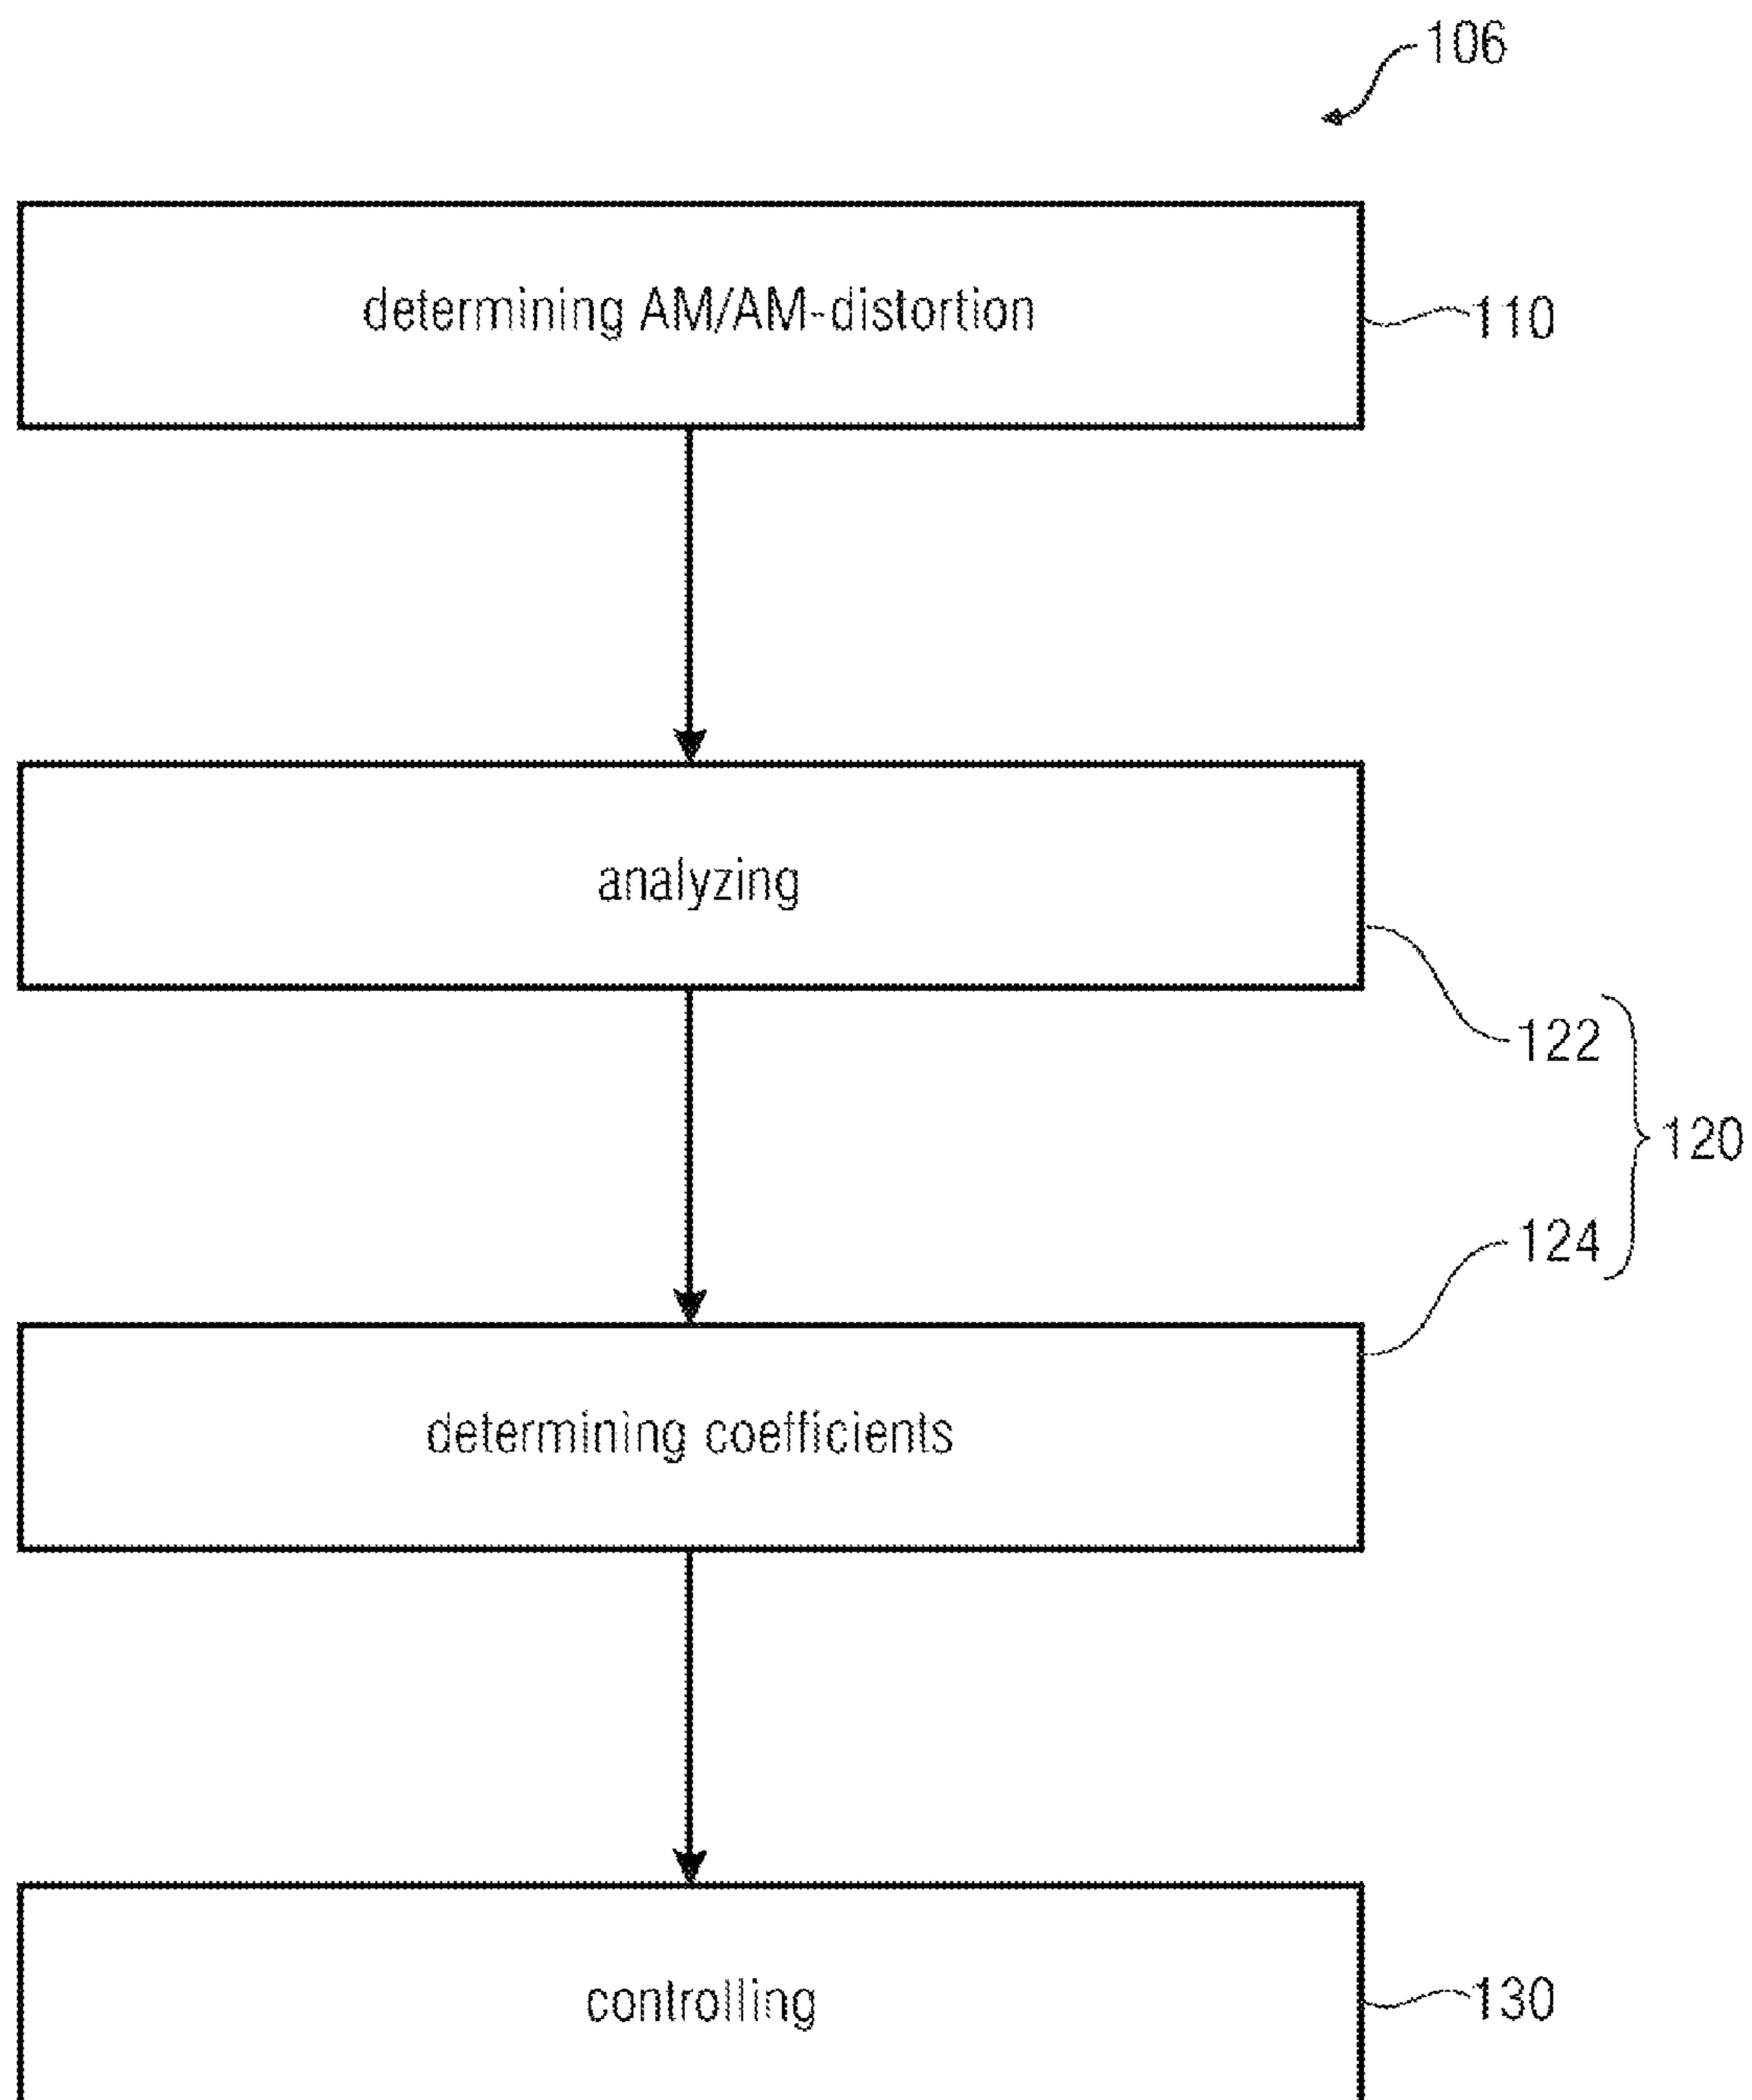 106
determining AM/AM-distortion
110
analyzing
122
120
124
determining coefficients
controlling
130